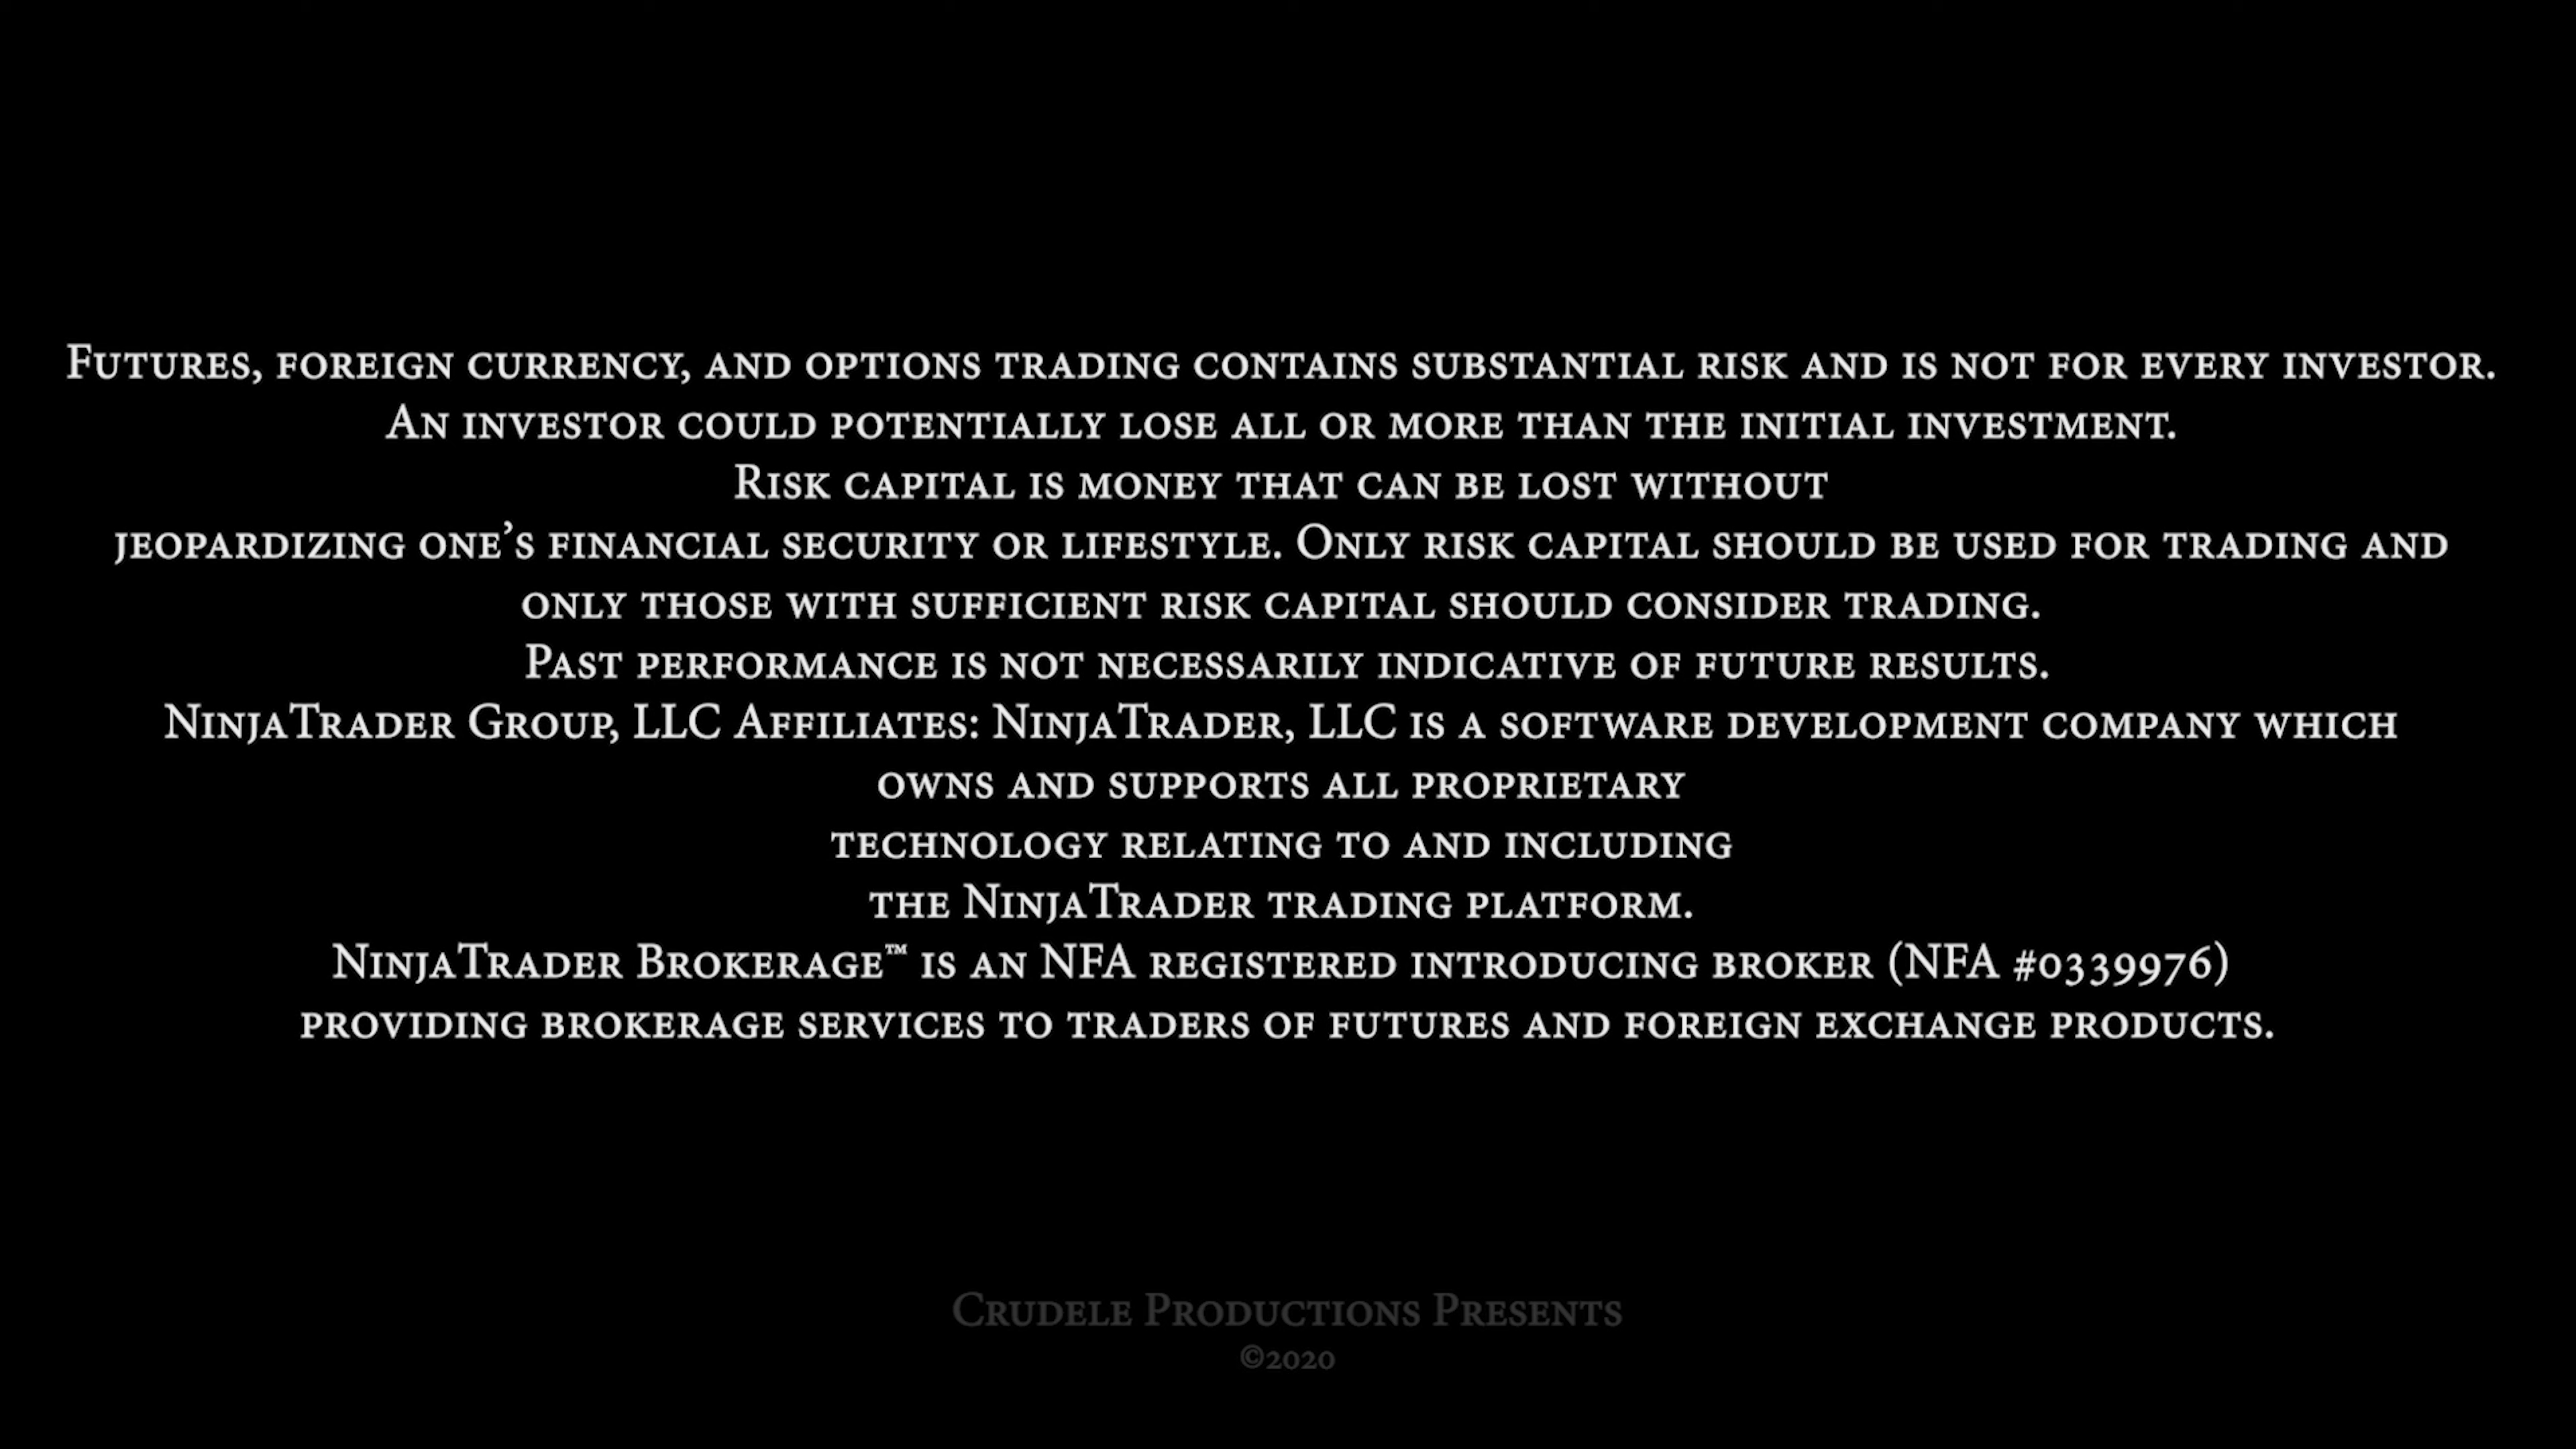 Futures, foreign currency, and options trading contains substantial risk and is not for every investor.
An investor could potentially lose all or more than the initial investment.
Risk capital is money that can be lost without
jeopardizing one’s financial security or lifestyle. Only risk capital should be used for trading and
only those with sufficient risk capital should consider trading.
Past performance is not necessarily indicative of future results.
NinjaTrader Group, LLC Affiliates: NinjaTrader, LLC is a software development company which
owns and supports all proprietary
technology relating to and including
the NinjaTrader trading platform.
NinjaTrader Brokerage™ is an NFA registered introducing broker (NFA #0339976)
providing brokerage services to traders of futures and foreign exchange products.
Crudele Productions Presents
©2020